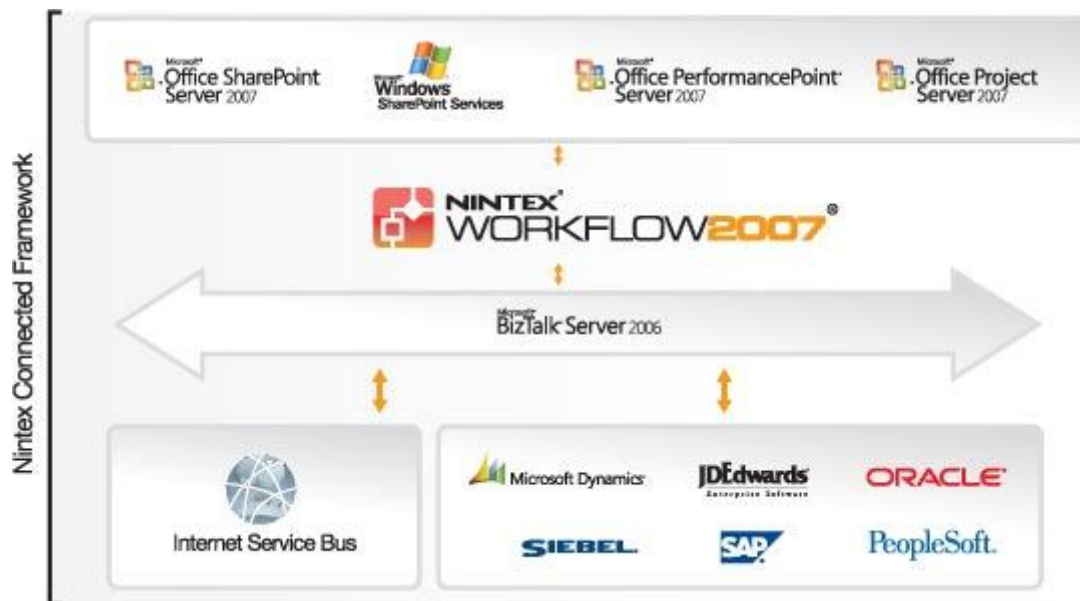 Nintex Connected Framework
Microsoft®
Office SharePoint
Server 2007
Microsoft®
Windows
SharePoint Services
Microsoft®
Office PerformancePoint®
Server 2007
Microsoft®
Office Project
Server 2007
NINTEX®
WORKFLOW2007®
Microsoft®
BizTalk Server 2006
Internet Service Bus
Microsoft Dynamics
JDEdwards
Enterprise Software
ORACLE®
SIEBEL.
SAP
PeopleSoft.